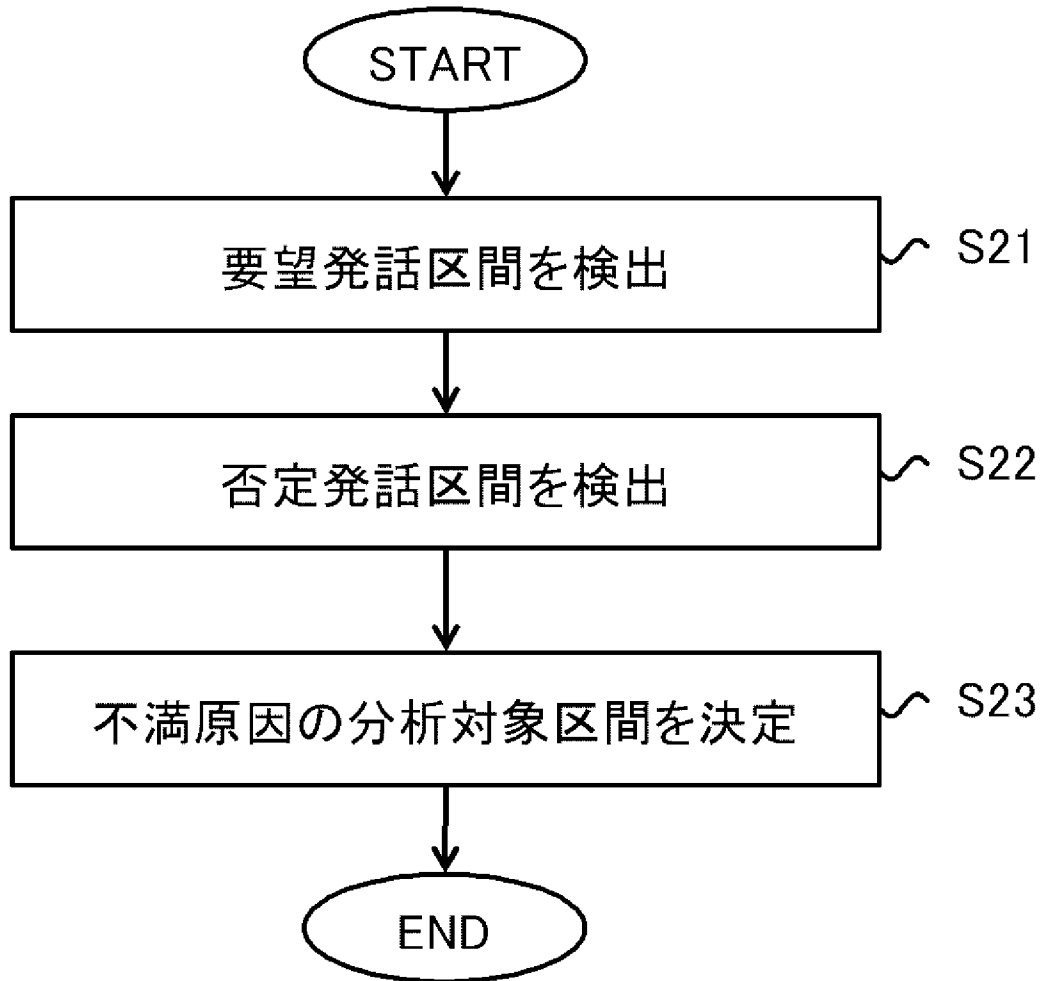 START
要望発話区間を検出
S21
否定発話区間を検出
S22
不満原因の分析対象区間を決定
S23
END